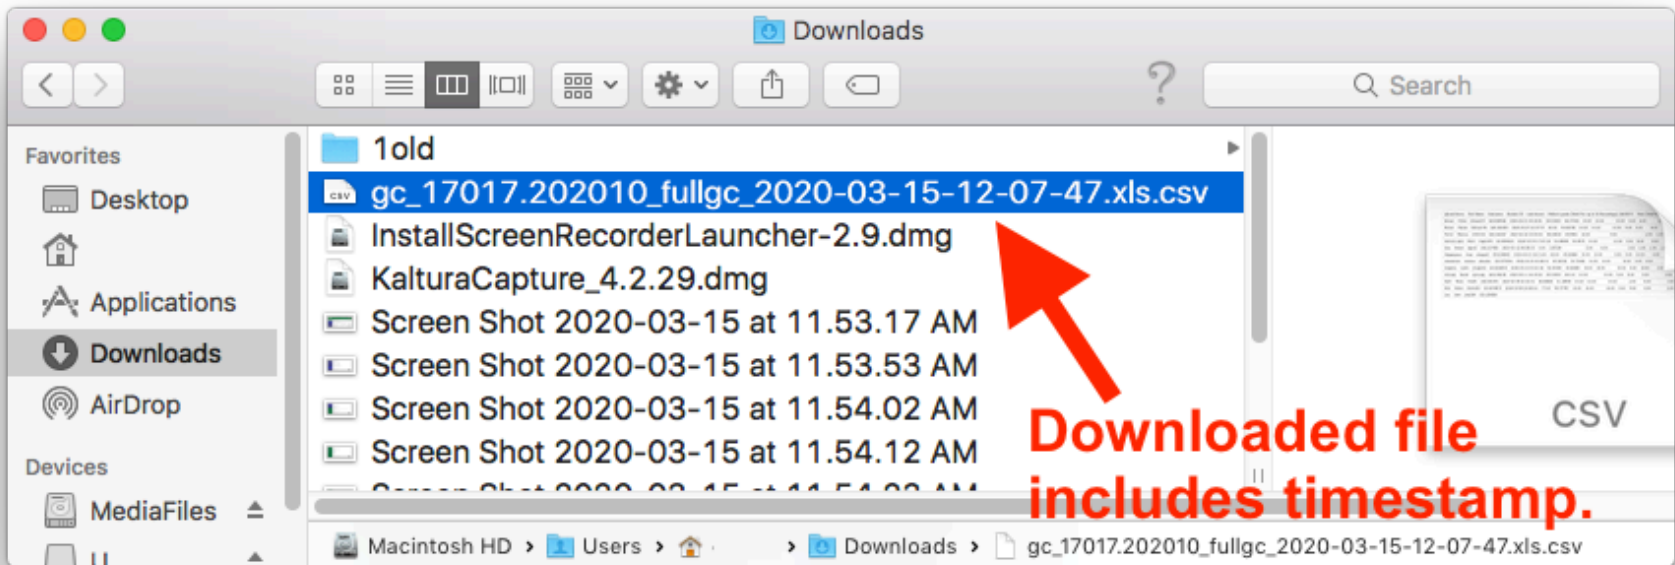 Downloads
Search
Favorites
Desktop
Applications
Downloads
AirDrop
Devices
MediaFiles
1old
gc_17017.202010_fullgc_2020-03-15-12-07-47.xls.csv
InstallScreenRecorderLauncher-2.9.dmg
KalturaCapture_4.2.29.dmg
Screen Shot 2020-03-15 at 11.53.17 AM
Screen Shot 2020-03-15 at 11.53.53 AM
Screen Shot 2020-03-15 at 11.54.02 AM
Screen Shot 2020-03-15 at 11.54.12 AM
CSV
Downloaded file
includes timestamp.
Macintosh HD › Users › › Downloads › gc_17017.202010_fullgc_2020-03-15-12-07-47.xls.csv